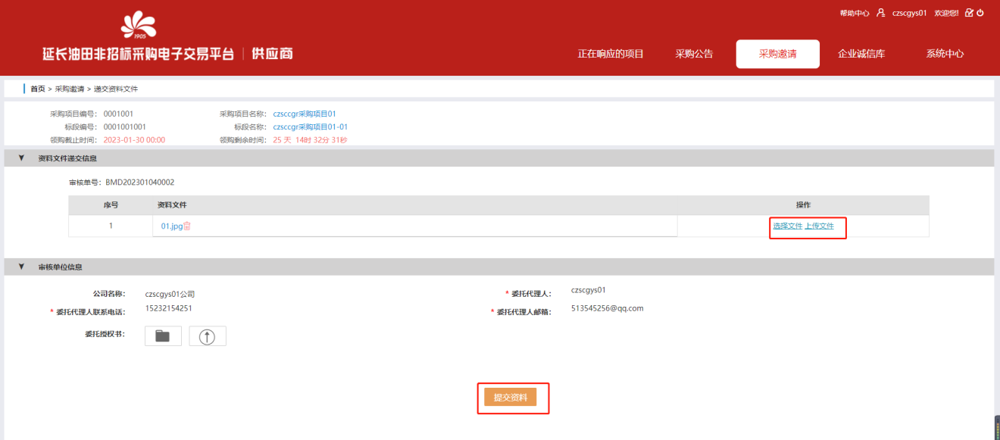 帮助中心 czscgys01 欢迎您!
1905
延长油田非招标采购电子交易平台 | 供应商
正在响应的项目 采购公告 采购邀请 企业诚信库 系统中心
首页 > 采购邀请 > 递交资料文件
采购项目编号: 0001001 采购项目名称: czsccgr采购项目01
标段编号: 0001001001 标段名称: czsccgr采购项目01-01
领购截止时间: 2023-01-30 00:00 领购剩余时间: 25 天 14时 32分 31秒
资料文件递交信息
审核单号: BMD202301040002
序号 资料文件 操作
1 01.jpg 选择文件 上传文件
审核单位信息
公司名称: czscgys01公司 * 委托代理人: czscgys01
* 委托代理人联系电话: 15232154251 * 委托代理人邮箱: 513545256@qq.com
委托授权书:
提交资料